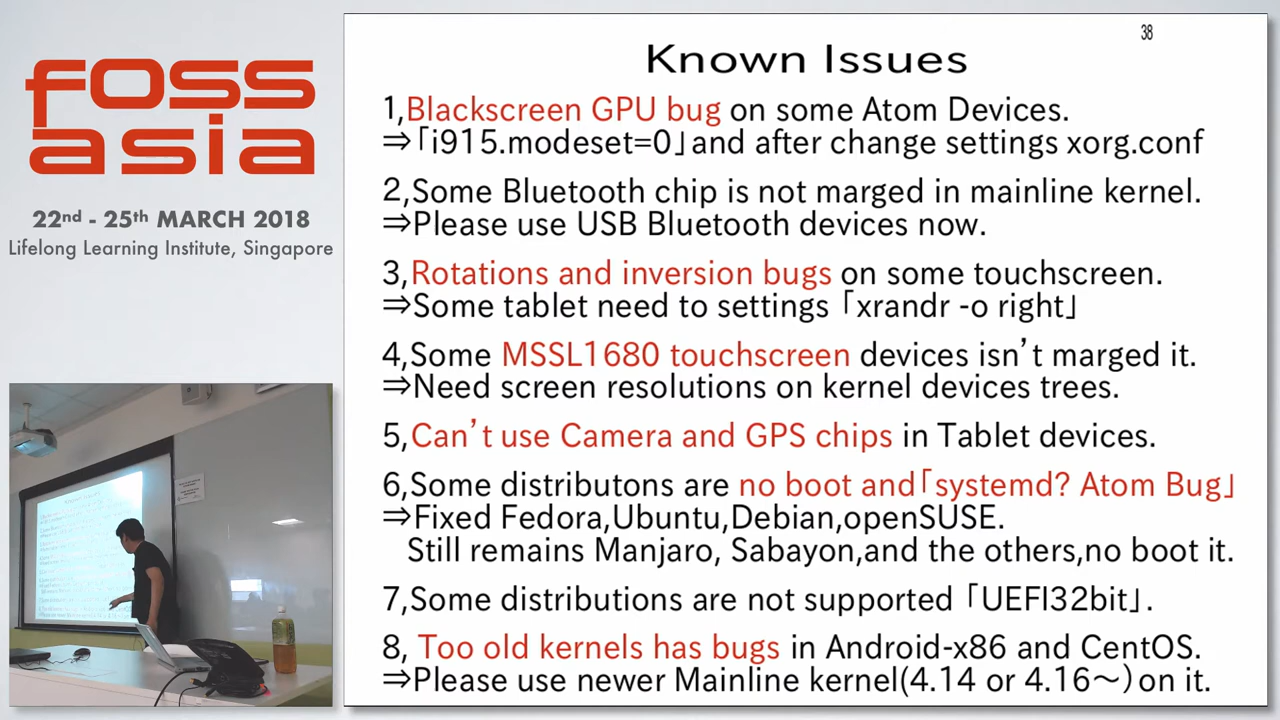 foss
asia
22nd - 25th MARCH 2018
Lifelong Learning Institute, Singapore
38
Known Issues
1,Blackscreen GPU bug on some Atom Devices.
⇒「i915.modeset=0」and after change settings xorg.conf
2,Some Bluetooth chip is not marged in mainline kernel.
⇒Please use USB Bluetooth devices now.
3,Rotations and inversion bugs on some touchscreen.
⇒Some tablet need to settings「xrandr -o right」
4,Some MSSL1680 touchscreen devices isn't marged it.
⇒Need screen resolutions on kernel devices trees.
5,Can't use Camera and GPS chips in Tablet devices.
6,Some distributons are no boot and「systemd? Atom Bug」
⇒Fixed Fedora,Ubuntu,Debian,openSUSE.
Still remains Manjaro, Sabayon,and the others,no boot it.
7,Some distributions are not supported「UEFI32bit」.
8, Too old kernels has bugs in Android-x86 and CentOS.
⇒Please use newer Mainline kernel(4.14 or 4.16～)on it.